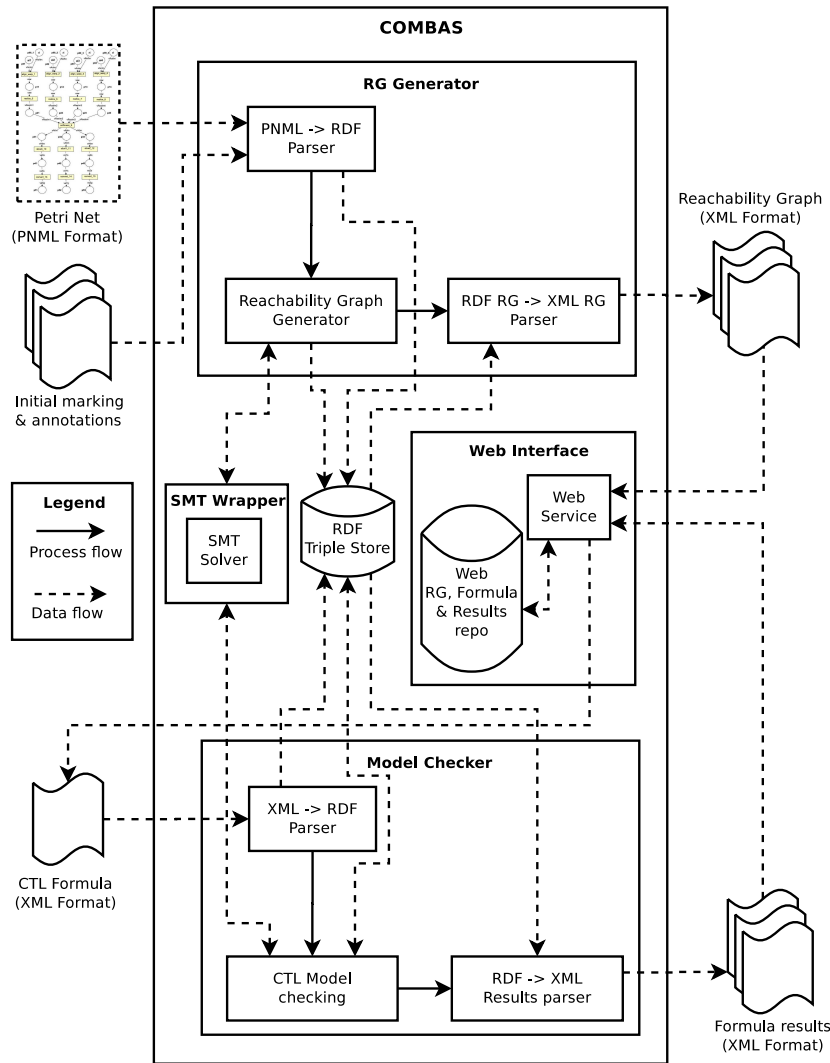 COMBAS
RG Generator
PNML -> RDF
Parser
Petri Net
(PNML Format)
Reachability Graph
(XML Format)
Reachability Graph
Generator
RDF RG -> XML RG
Parser
Initial marking
& annotations
Web Interface
Legend
Process flow
Data flow
SMT Wrapper
SMT
Solver
RDF
Triple Store
Web
Service
Web
RG, Formula
& Results
repo
Model Checker
XML -> RDF
Parser
CTL Formula
(XML Format)
CTL Model
checking
RDF -> XML
Results parser
Formula results
(XML Format)